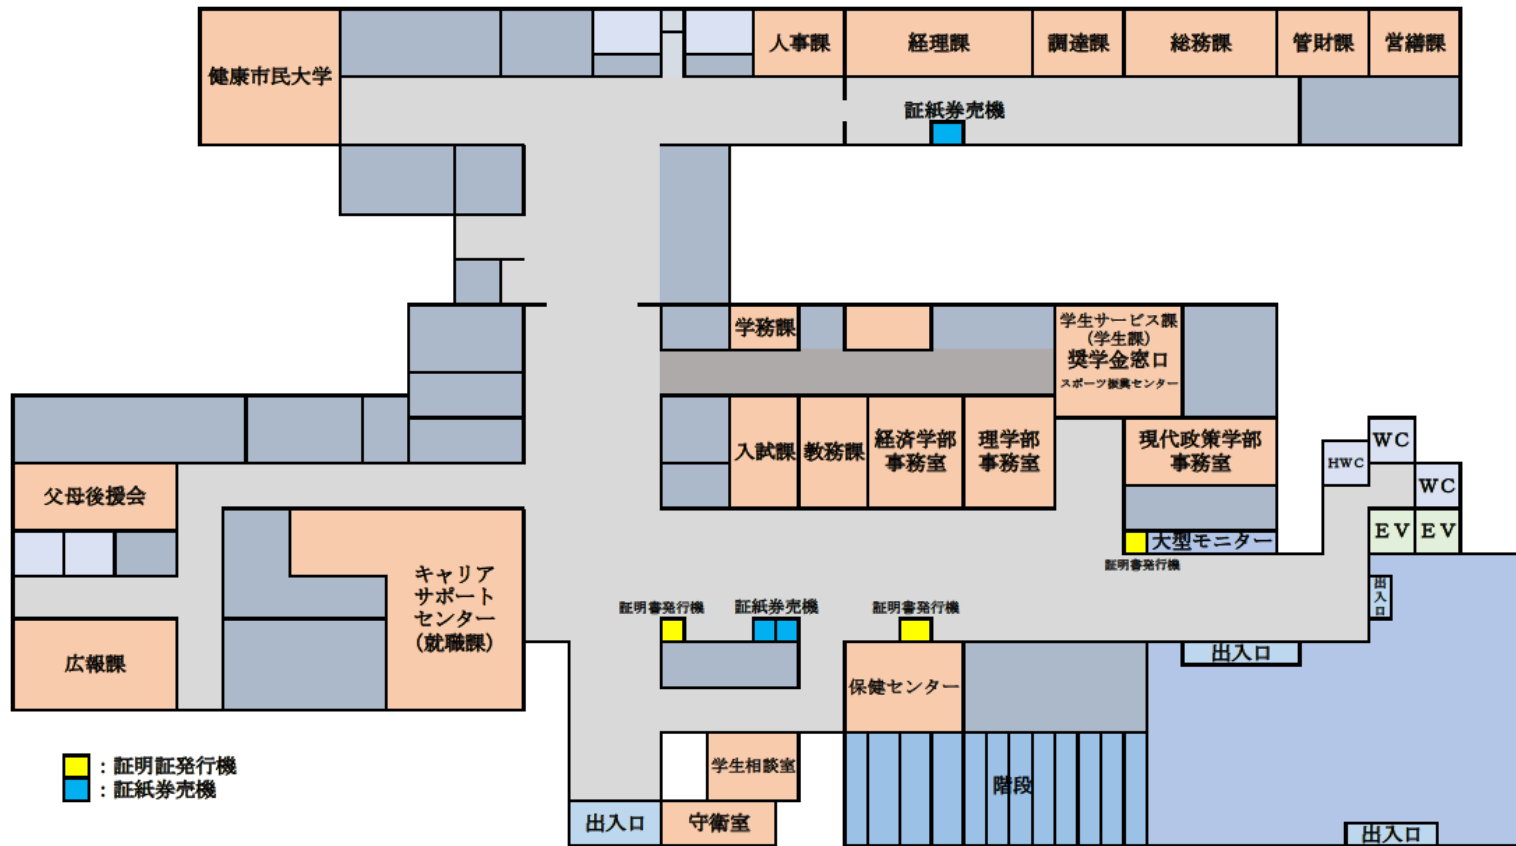 人事課
経理課
調達課
総務課
管財課
営繕課
健康市民大学
証紙券売機
学務課
学生サービス課
(学生課)
奨学金窓口
スポーツ振興センター
入試課
教務課
経済学部
事務室
理学部
事務室
現代政策学部
事務室
WC
HWC
WC
EV
EV
大型モニター
証明書発行機
出入口
父母後援会
キャリア
サポート
センター
(就職課)
証明書発行機
証紙券売機
証明書発行機
広報課
保健センター
出入口
学生相談室
階段
出入口
守衛室
出入口
：証明証発行機
：証紙券売機